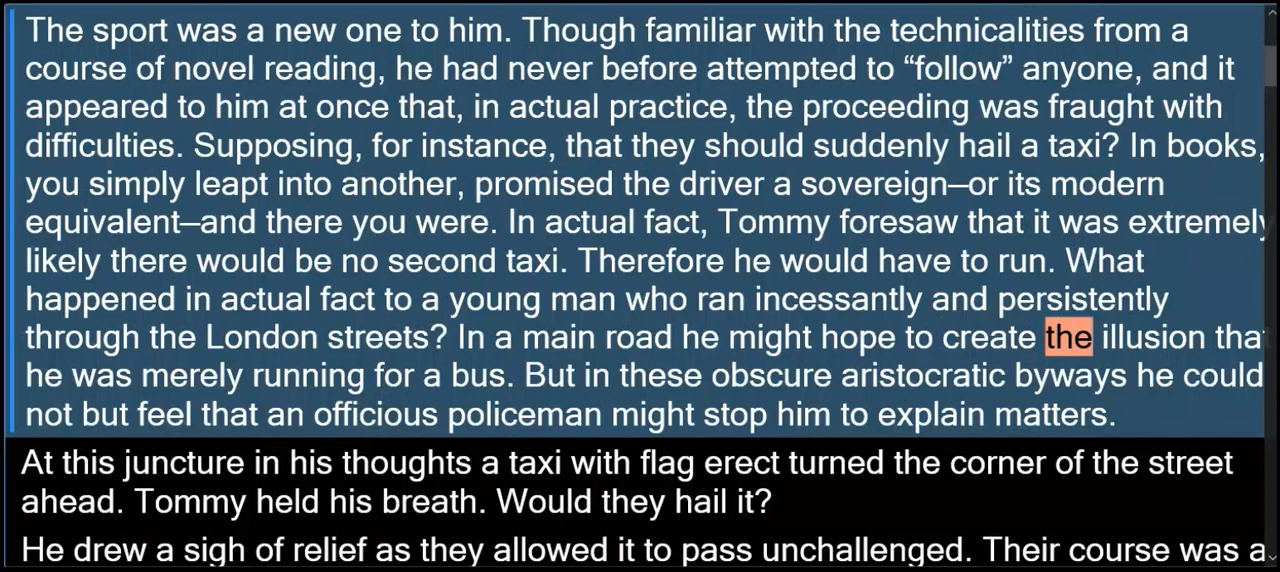 The sport was a new one to him. Though familiar with the technicalities from a
course of novel reading, he had never before attempted to “follow” anyone, and it
appeared to him at once that, in actual practice, the proceeding was fraught with
difficulties. Supposing, for instance, that they should suddenly hail a taxi? In books,
you simply leapt into another, promised the driver a sovereign—or its modern
equivalent—and there you were. In actual fact, Tommy foresaw that it was extremely
likely there would be no second taxi. Therefore he would have to run. What
happened in actual fact to a young man who ran incessantly and persistently
through the London streets? In a main road he might hope to create the illusion tha
he was merely running for a bus. But in these obscure aristocratic byways he could
not but feel that an officious policeman might stop him to explain matters.
At this juncture in his thoughts a taxi with flag erect turned the corner of the street
ahead. Tommy held his breath. Would they hail it?
He drew a sigh of relief as they allowed it to pass unchallenged. Their course was a